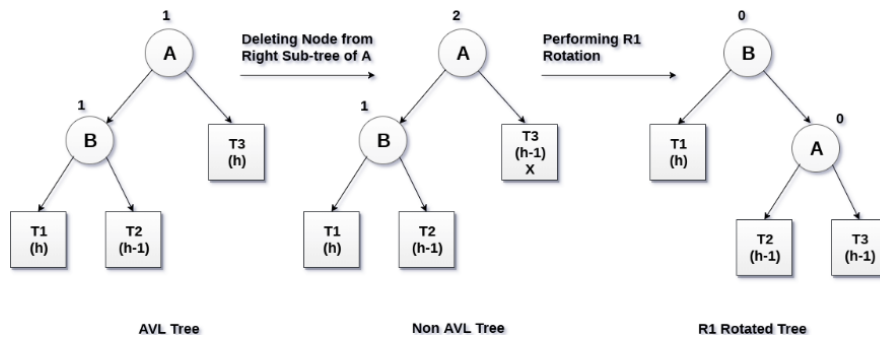 1
A
1
B
T3
(h)
T1
(h)
T2
(h-1)
AVL Tree
Deleting Node from
Right Sub-tree of A
2
A
1
B
T3
(h-1)
X
T1
(h)
T2
(h-1)
Non AVL Tree
Performing R1
Rotation
0
B
T1
(h)
0
A
T2
(h-1)
T3
(h-1)
R1 Rotated Tree